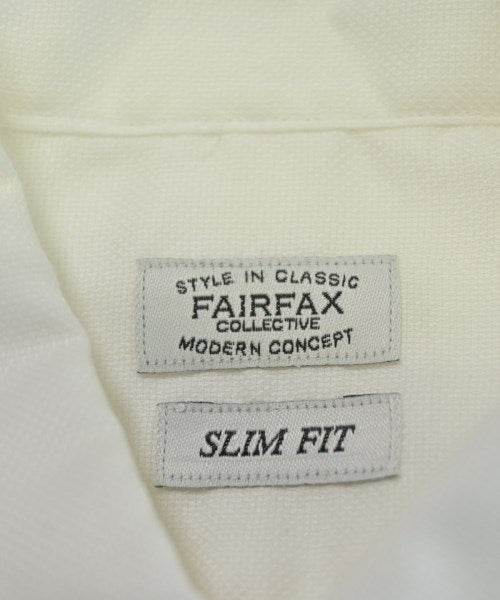 STYLE IN CLASSIC
FAIRFAX
COLLECTIVE
MODERN CONCEPT
SLIM FIT